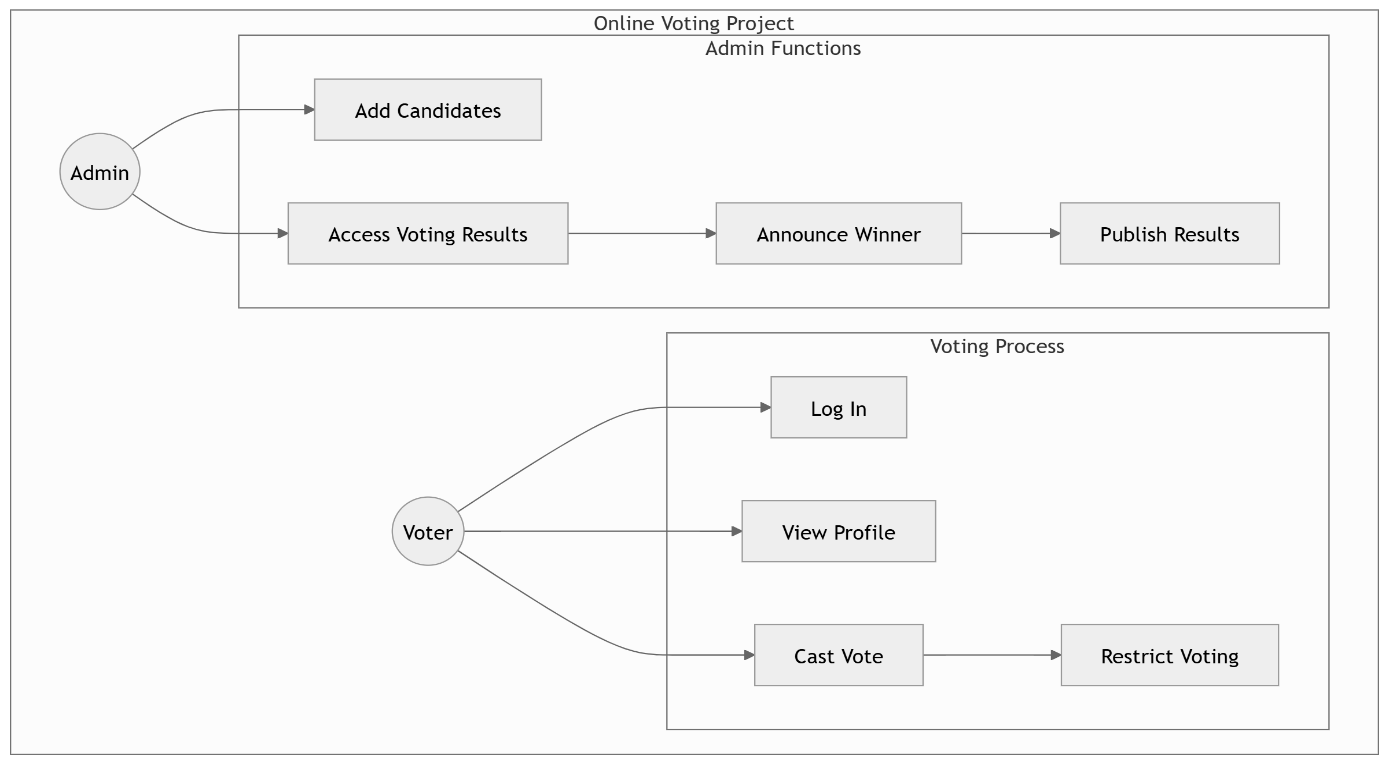 Online Voting Project
Admin Functions
Add Candidates
Admin
Access Voting Results
Announce Winner
Publish Results
Voting Process
Log In
Voter
View Profile
Cast Vote
Restrict Voting